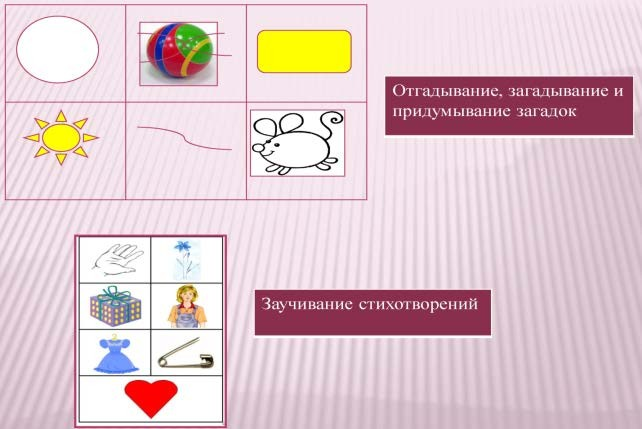 Отгадывание, загадывание и
придумывание загадок
Заучивание стихотворений